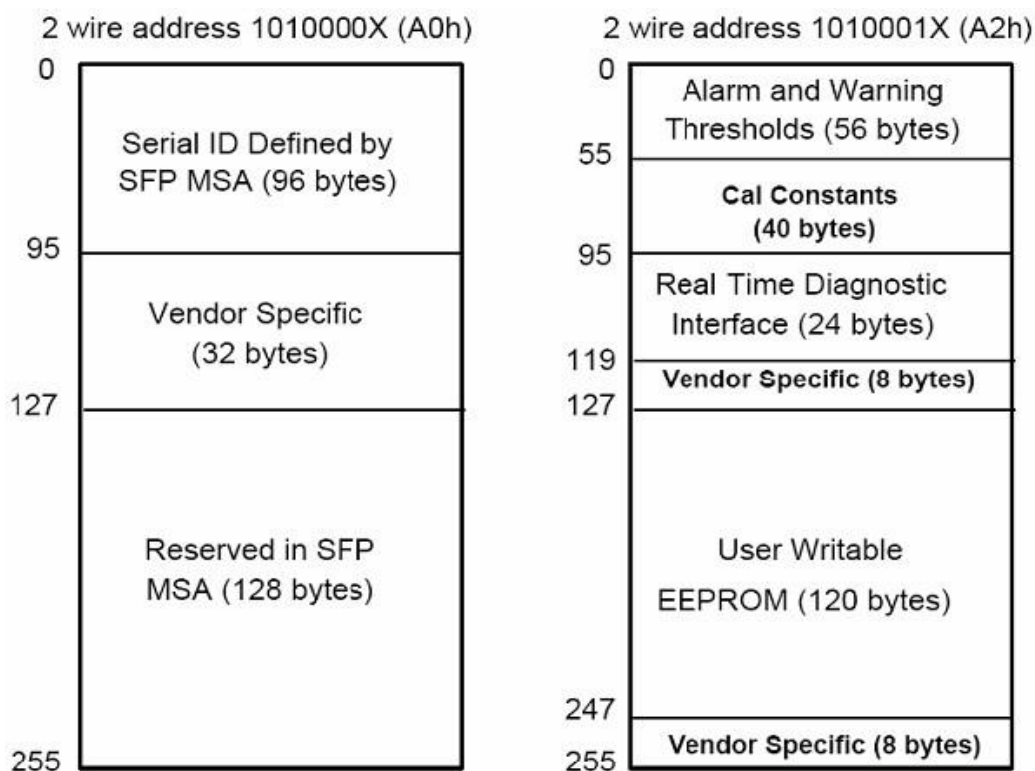 2 wire address 1010000X (A0h)
0
Serial ID Defined by
SFP MSA (96 bytes)
95
Vendor Specific
(32 bytes)
127
Reserved in SFP
MSA (128 bytes)
255
2 wire address 1010001X (A2h)
0
Alarm and Warning
Thresholds (56 bytes)
55
Cal Constants
(40 bytes)
95
Real Time Diagnostic
Interface (24 bytes)
119
Vendor Specific (8 bytes)
127
User Writable
EEPROM (120 bytes)
247
Vendor Specific (8 bytes)
255